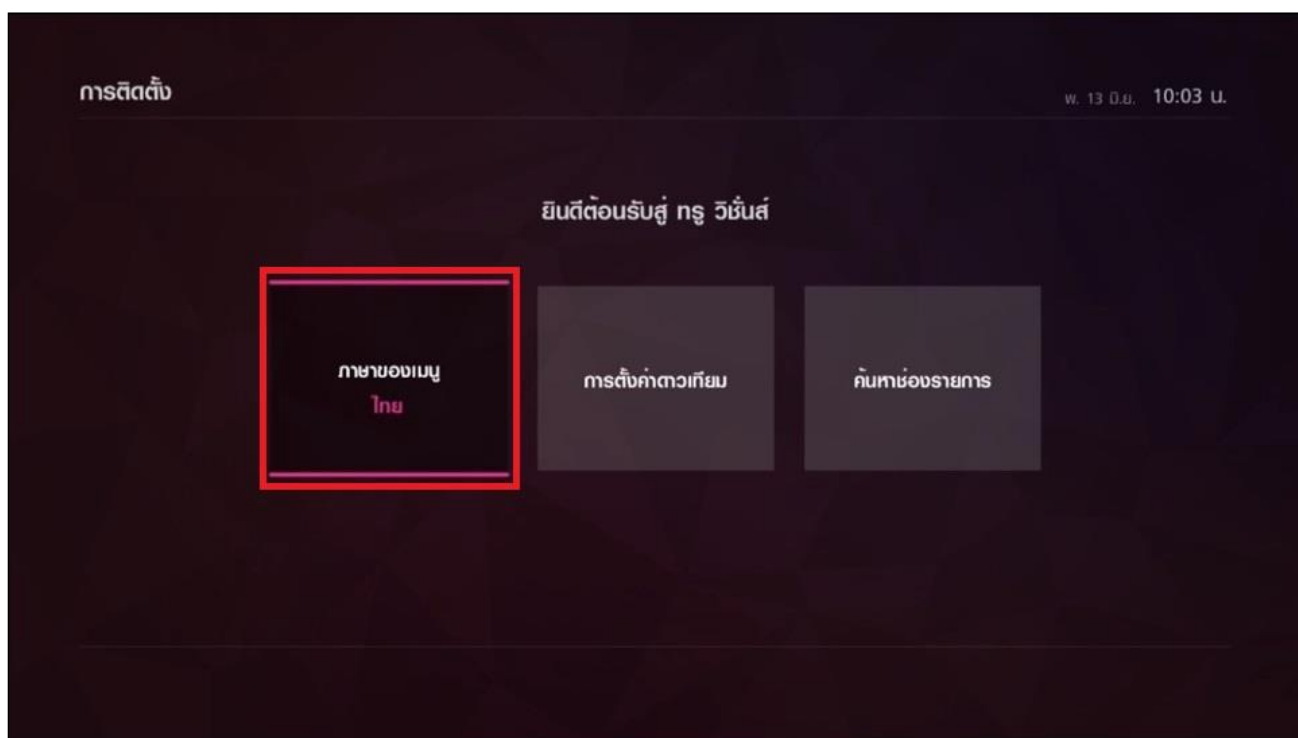 การติดตั้ง
พ. 13 มิ.ย. 10:03 น.
ยินดีต้อนรับสู่ ทรู วิชั่นส์
ภาษาของเมนู
ไทย
การตั้งค่าดาวเทียม
ค้นหาช่องรายการ